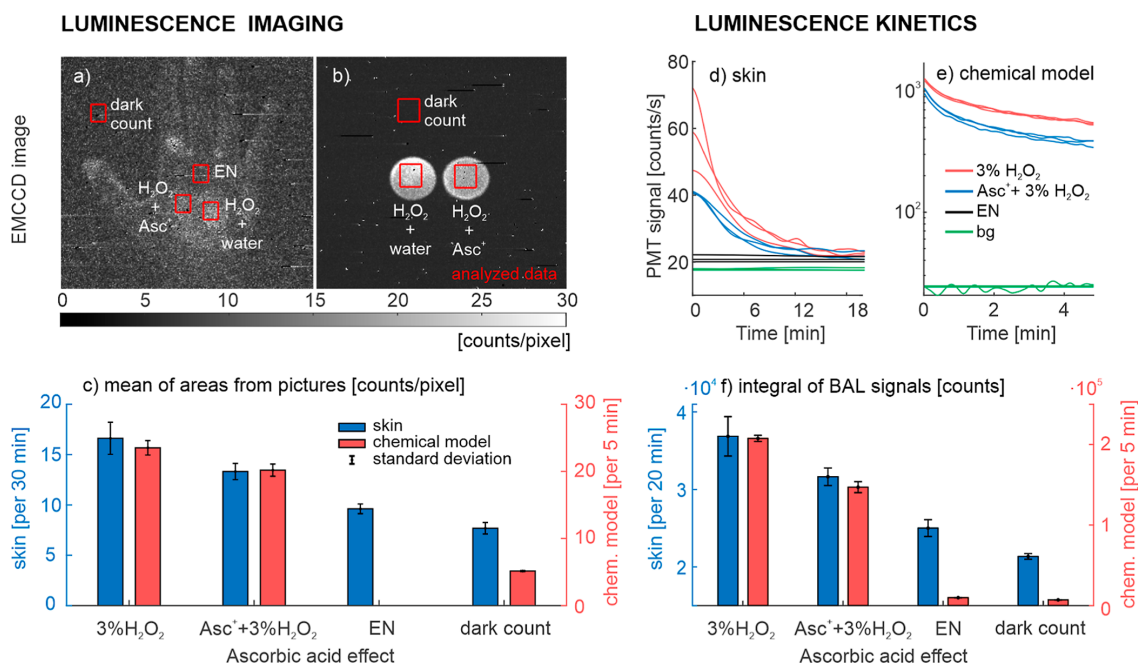 LUMINESCENCE IMAGING
LUMINESCENCE KINETICS
EMCCD image
a)
dark
count
EN
H₂O₂
+
Asc⁺
H₂O₂
+
water
b)
dark
count
H₂O₂
+
water
H₂O₂
+
Asc⁺
analyzed data
0 5 10 15 20 25 30
[counts/pixel]
d) skin
PMT signal [counts/s]
80
60
40
20
0 6 12 18
Time [min]
e) chemical model
10³
10²
3% H₂O₂
Asc⁺+ 3% H₂O₂
EN
bg
0 2 4
Time [min]
c) mean of areas from pictures [counts/pixel]
skin [per 30 min]
20
15
10
5
0
skin
chemical model
standard deviation
30
20
10
0
chem. model [per 5 min]
3%H₂O₂ Asc⁺+3%H₂O₂ EN dark count
Ascorbic acid effect
f) integral of BAL signals [counts]
skin [per 20 min]
·10⁴
4
3
2
·10⁵
2
1
0
chem. model [per 5 min]
3%H₂O₂ Asc⁺+3%H₂O₂ EN dark count
Ascorbic acid effect